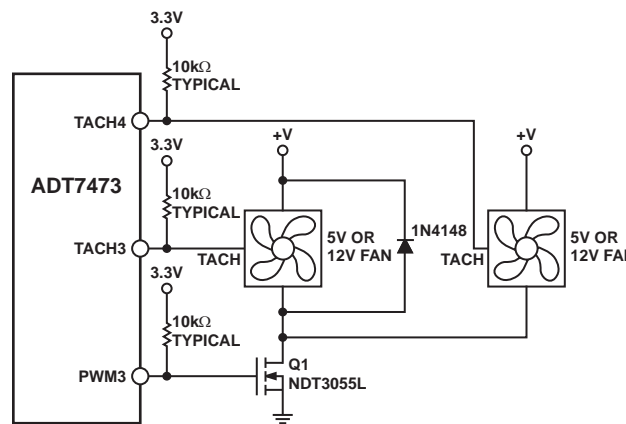 3.3V
10kΩ
TYPICAL
TACH4
3.3V
+V
+V
ADT7473
10kΩ
TYPICAL
1N4148
5V OR
12V FAN
5V OR
12V FAN
TACH3
TACH
TACH
3.3V
10kΩ
TYPICAL
Q1
NDT3055L
PWM3